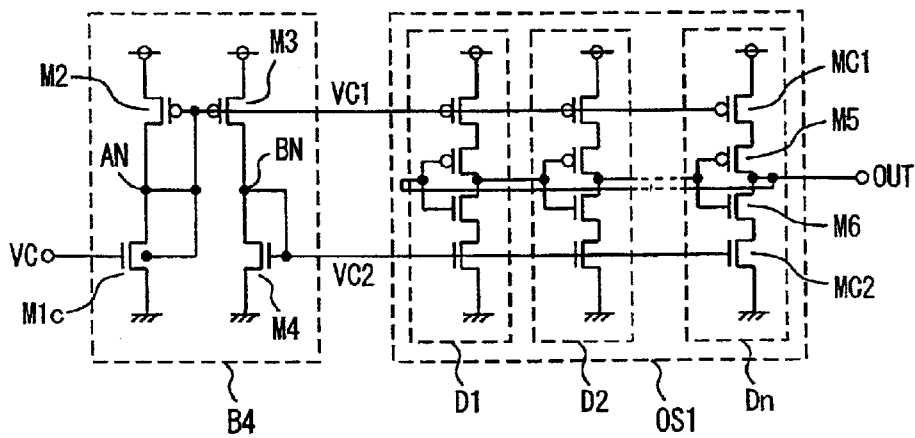 M3
M2
VC1
MC1
M5
AN
BN
OUT
M6
VC
VC2
MC2
M1c
M4
D1
D2
Dn
B4
OS1